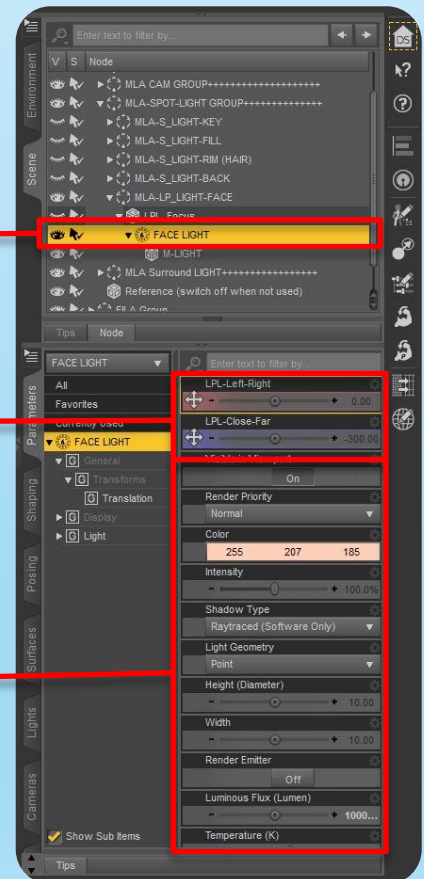 Enter text to filter by...
V S Node
MLA CAM GROUP++++++++++++++++++++
MLA-SPOT-LIGHT GROUP++++++++++++++
MLA-S_LIGHT-KEY
MLA-S_LIGHT-FILL
MLA-S_LIGHT-RIM (HAIR)
MLA-S_LIGHT-BACK
MLA-LP_LIGHT-FACE
LPL_Focus
FACE LIGHT
M-LIGHT
MLA Surround LIGHT+++++++++++++++++
Reference (switch off when not used)
Environment
Scene
DS
Tips Node
FACE LIGHT
Enter text to filter by...
All
Favorites
Currently Used
FACE LIGHT
G General
G Transforms
G Translation
G Display
G Light
LPL-Left-Right
- + 0.00
LPL-Close-Far
- + -300.00
On
Render Priority
Normal
Color
255 207 185
Intensity
- + 100.0%
Shadow Type
Raytraced (Software Only)
Light Geometry
Point
Height (Diameter)
- + 10.00
Width
- + 10.00
Render Emitter
Off
Luminous Flux (Lumen)
- + 1000...
Temperature (K)
Parameters
Shaping
Posing
Surfaces
Lights
Cameras
Show Sub Items
Tips